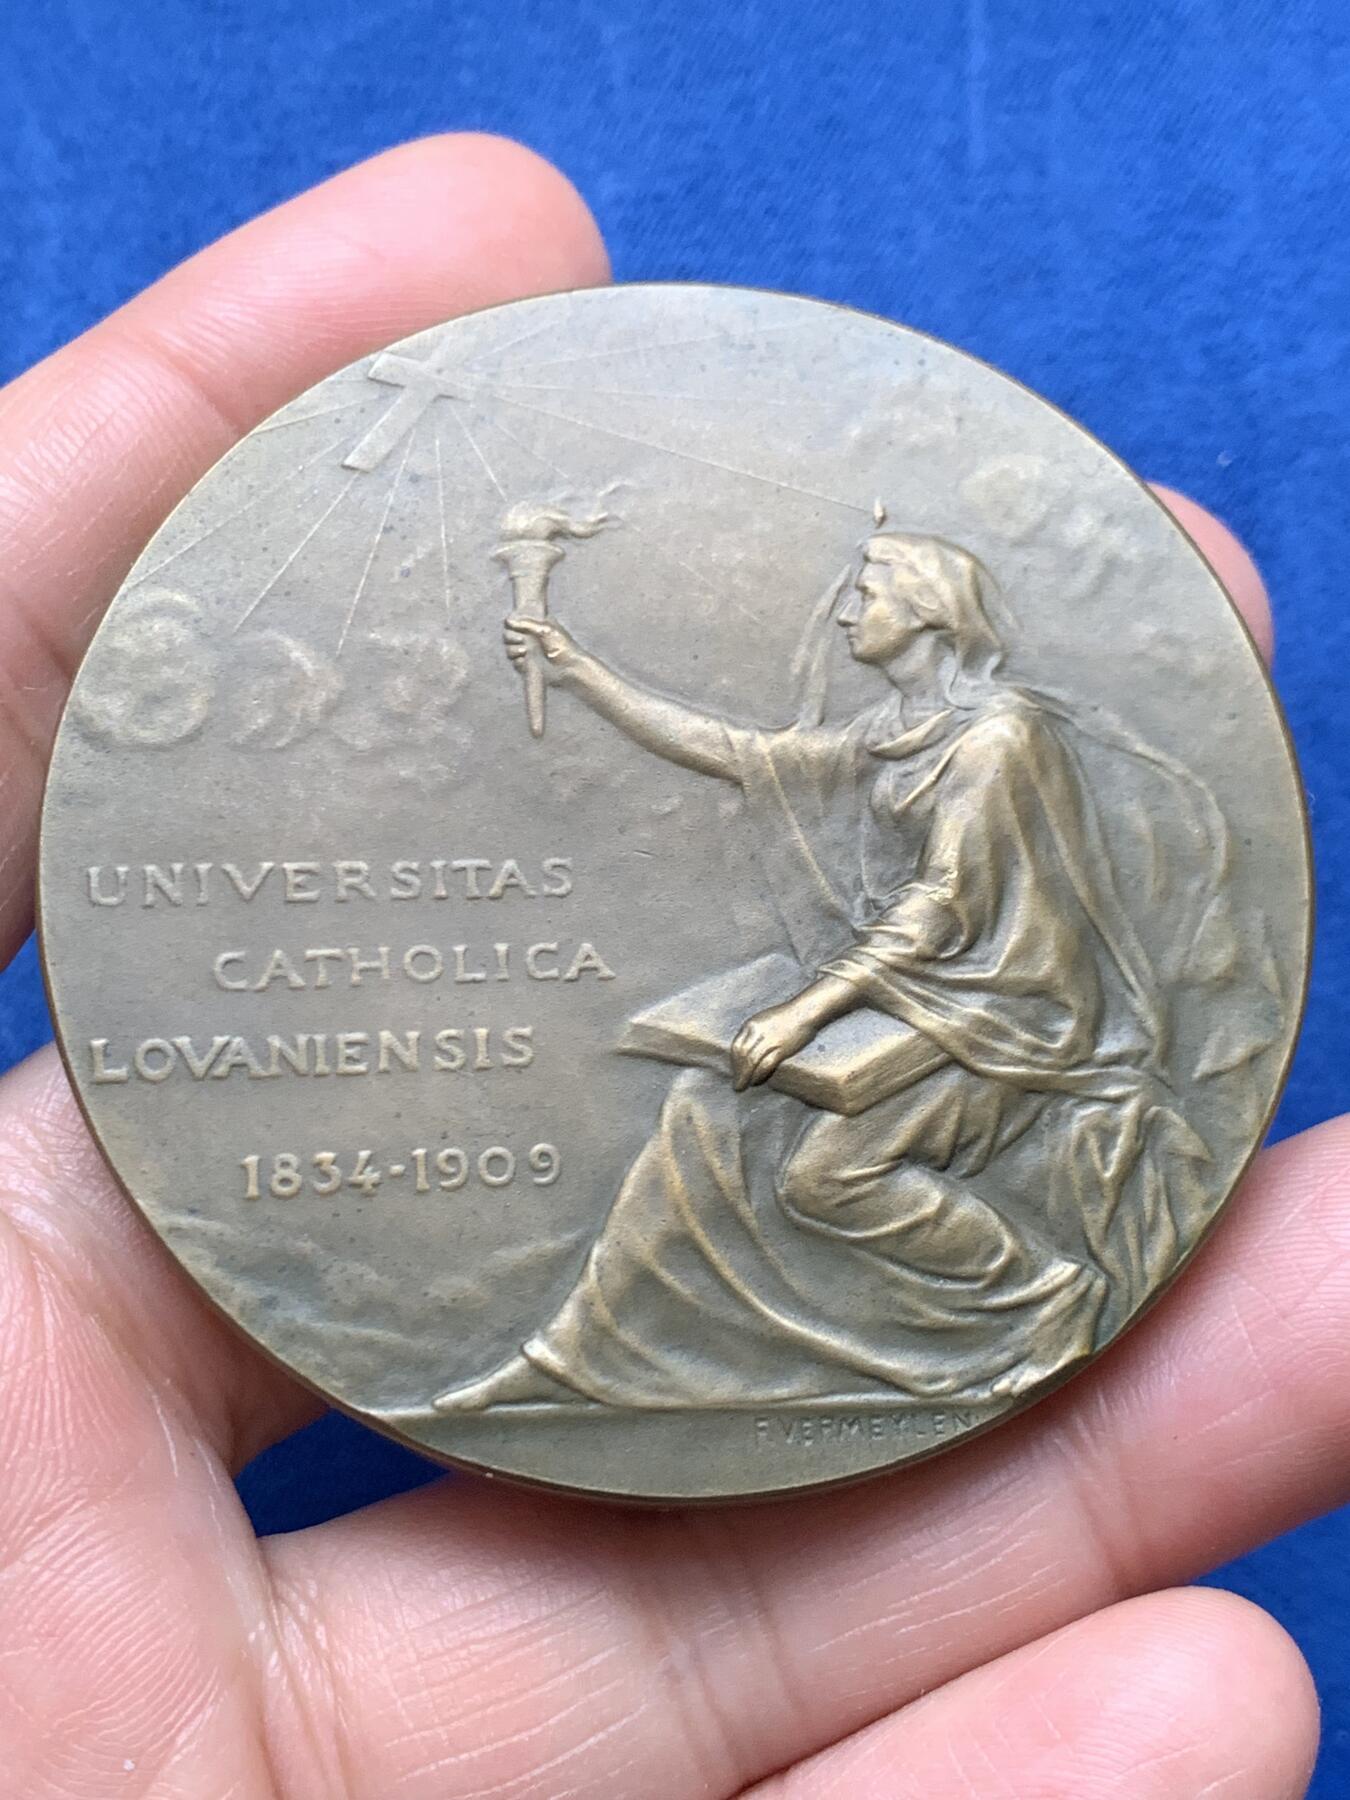 UNIVERSITAS
CATHOLICA
LOVANIENSIS
1834-1909
F. VERMEYLEN